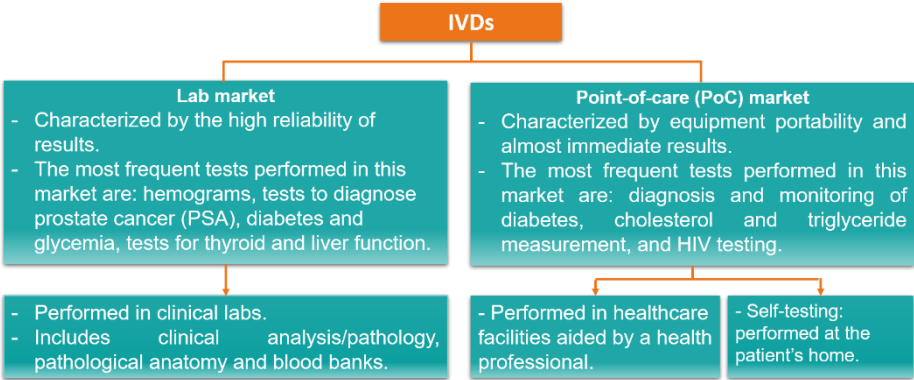 IVDs
Lab market
- Characterized by the high reliability of
results.
- The most frequent tests performed in this
market are: hemograms, tests to diagnose
prostate cancer (PSA), diabetes and
glycemia, tests for thyroid and liver function.
Point-of-care (PoC) market
- Characterized by equipment portability and
almost immediate results.
- The most frequent tests performed in this
market are: diagnosis and monitoring of
diabetes, cholesterol and triglyceride
measurement, and HIV testing.
- Performed in clinical labs.
- Includes clinical analysis/pathology,
pathological anatomy and blood banks.
- Performed in healthcare
facilities aided by a health
professional.
- Self-testing:
performed at the
patient's home.